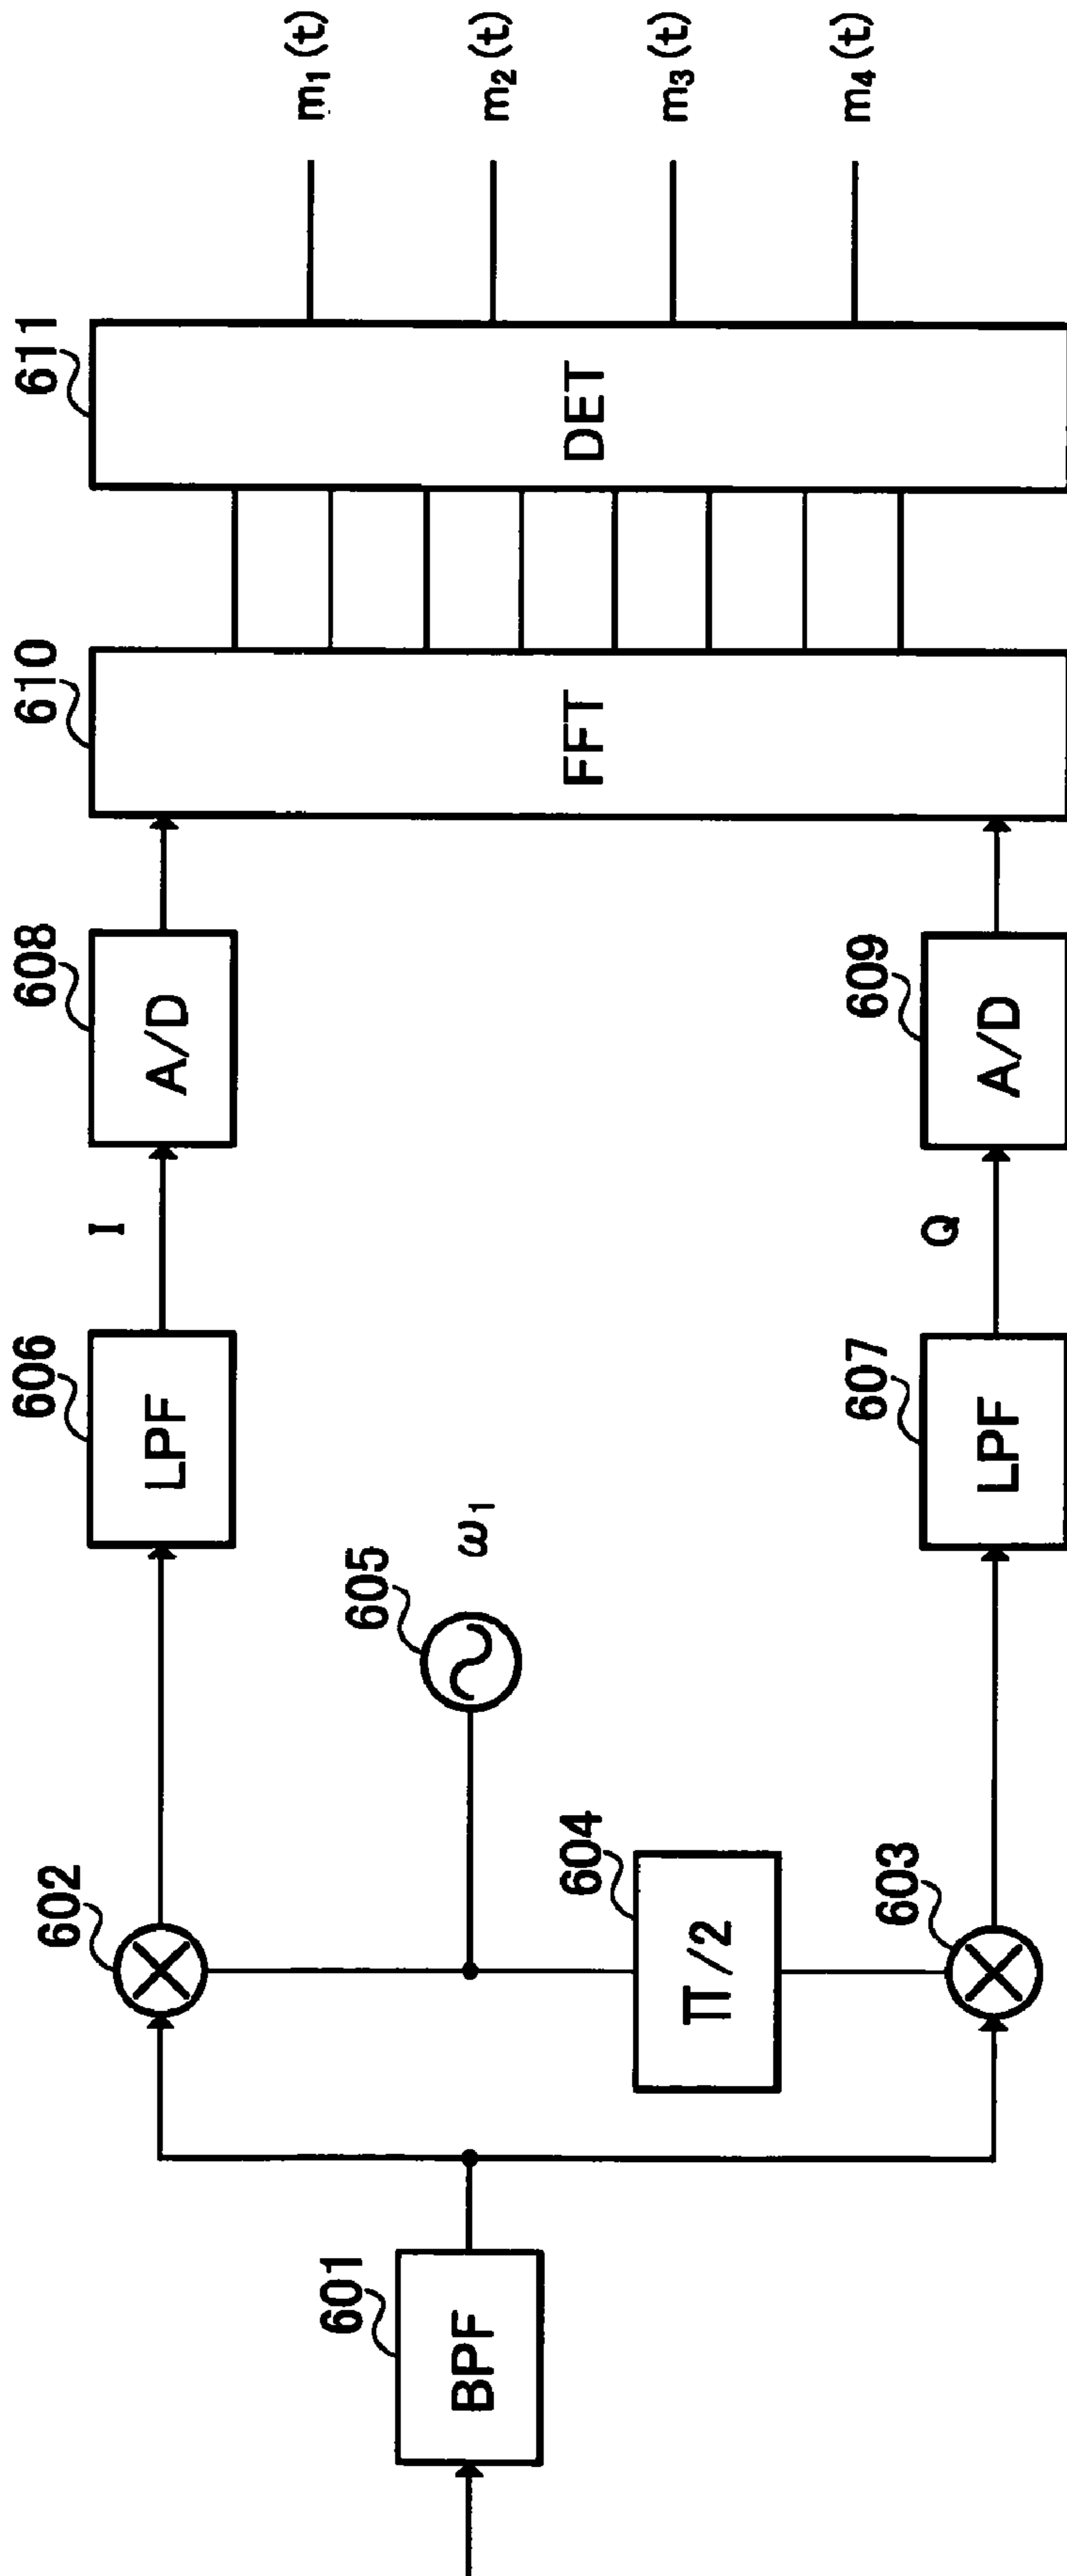 601
BPF
602
603
604
π/2
605
ω₁
606
LPF
607
LPF
I
Q
608
A/D
609
A/D
610
FFT
611
DET
m₁(t)
m₂(t)
m₃(t)
m₄(t)